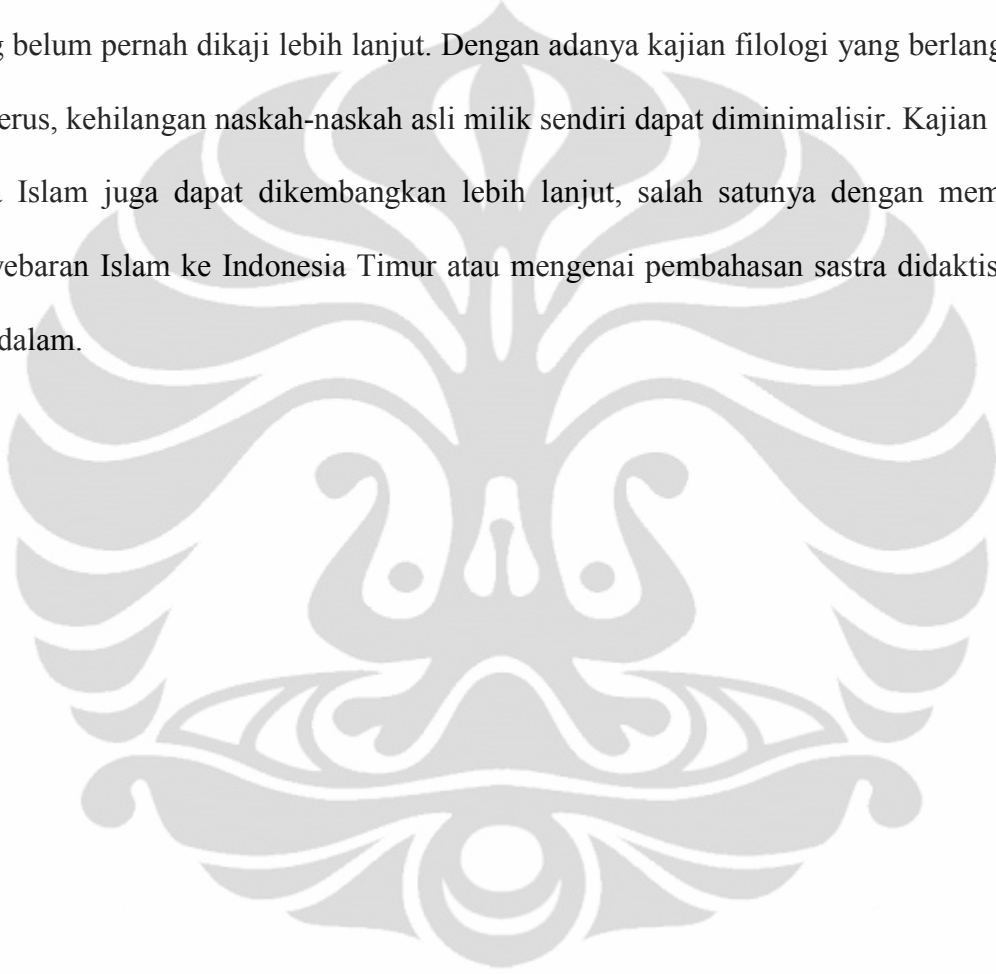 g belum pernah dikaji lebih lanjut. Dengan adanya kajian filologi yang berlang
erus, kehilangan naskah-naskah asli milik sendiri dapat diminimalisir. Kajian
Islam juga dapat dikembangkan lebih lanjut, salah satunya dengan mem
yebaran Islam ke Indonesia Timur atau mengenai pembahasan sastra didaktis
dalam.